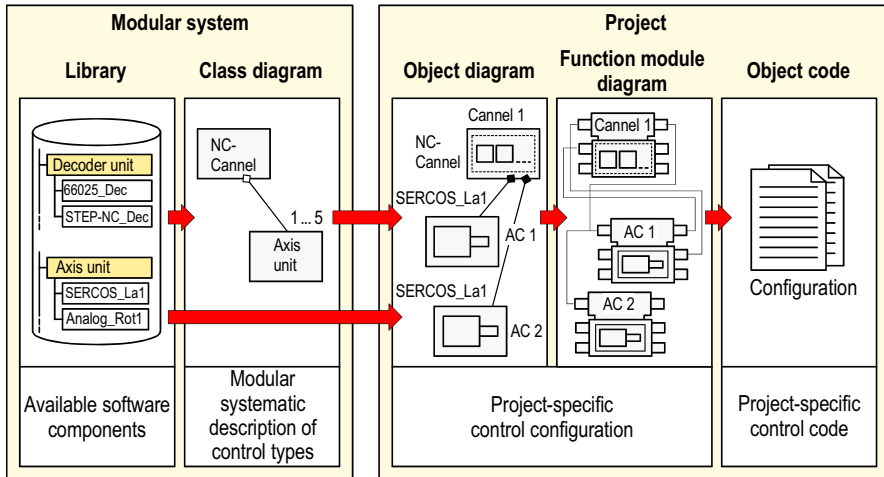 Modular system
Project
Library
Class diagram
Object diagram
Function module
diagram
Object code
Decoder unit
66025_Dec
STEP-NC_Dec
Axis unit
SERCOS_La1
Analog_Rot1
NC-
Cannel
1 ... 5
Axis
unit
Cannel 1
NC-
Cannel
SERCOS_La1
AC 1
SERCOS_La1
AC 2
Cannel 1
AC 1
AC 2
Configuration
Available software
components
Modular
systematic
description of
control types
Project-specific
control configuration
Project-specific
control code